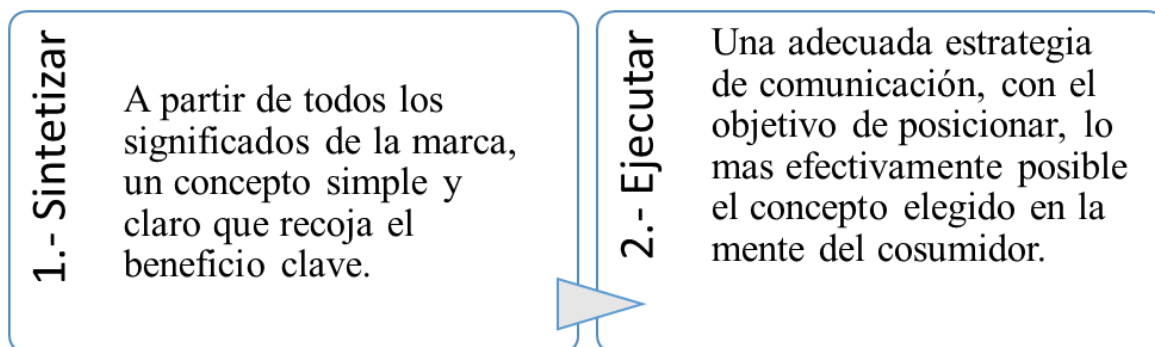 1.- Sintetizar
A partir de todos los
significados de la marca,
un concepto simple y
claro que recoja el
beneficio clave.
2.- Ejecutar
Una adecuada estrategia
de comunicación, con el
objetivo de posicionar, lo
mas efectivamente posible
el concepto elegido en la
mente del cosumidor.